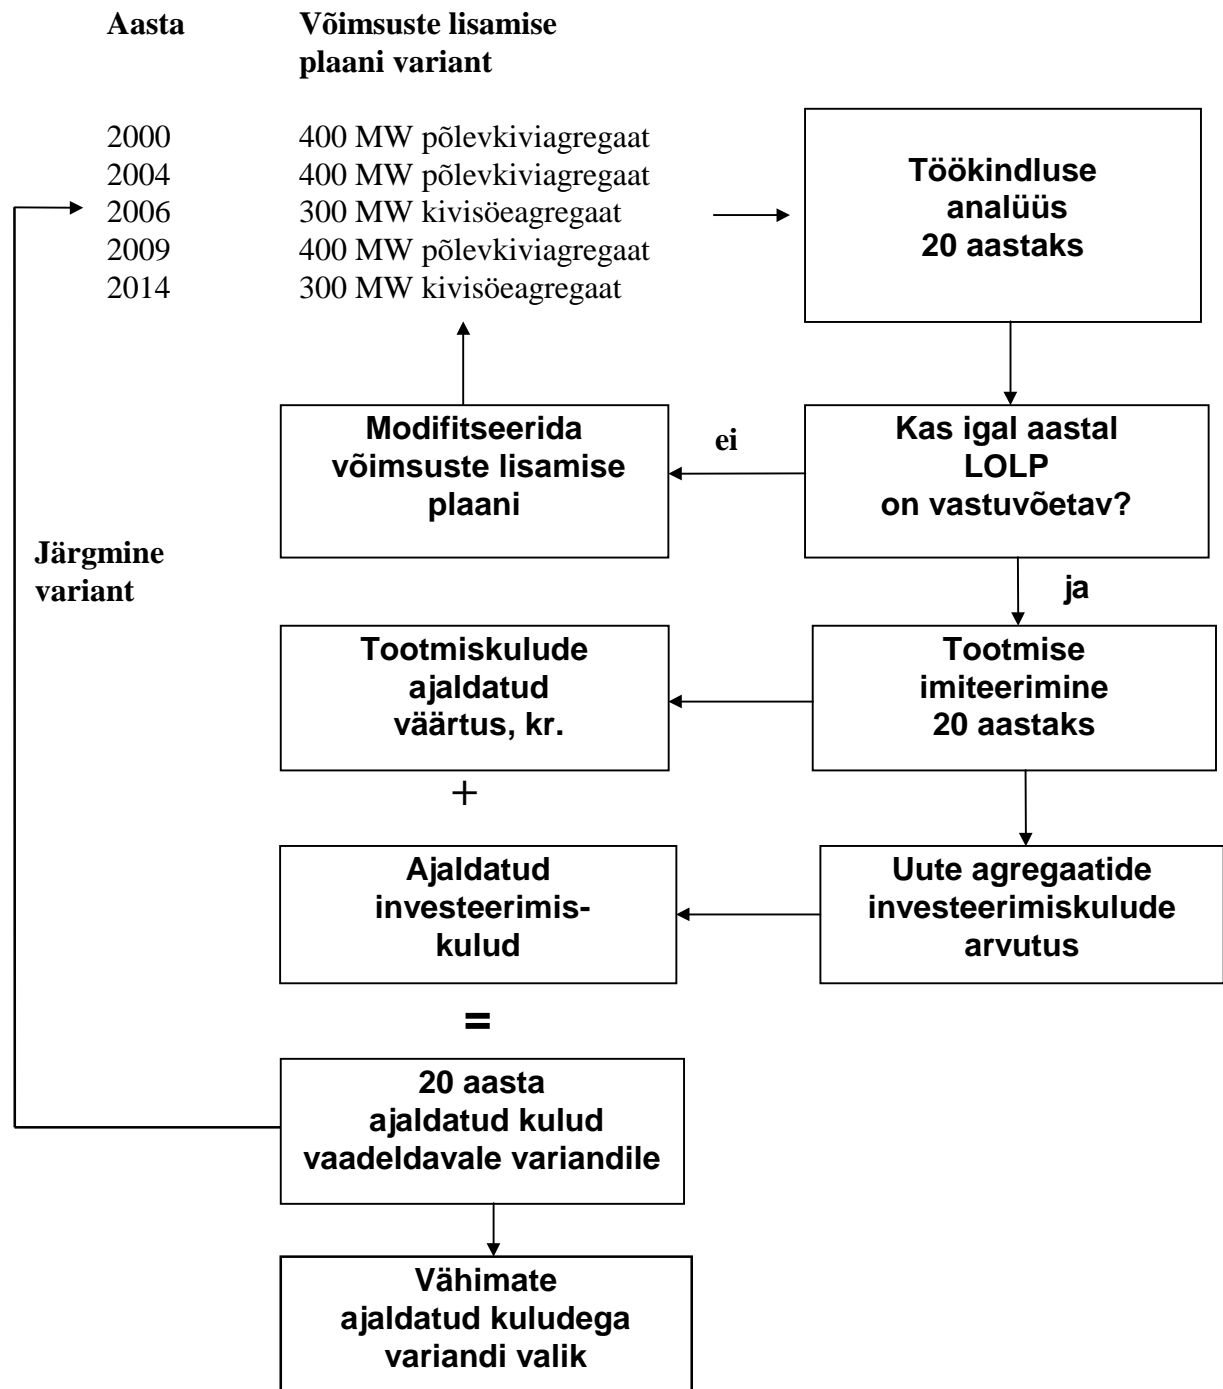 Aasta
Võimsuste lisamise
plaani variant
2000 400 MW põlevkiviagregaat
2004 400 MW põlevkiviagregaat
2006 300 MW kivisöeagregaat
2009 400 MW põlevkiviagregaat
2014 300 MW kivisöeagregaat
Töökindluse
analüüs
20 aastaks
Modifitseerida
võimsuste lisamise
plaani
ei
Kas igal aastal
LOLP
on vastuvõetav?
Järgmine
variant
ja
Tootmiskulude
ajaldatud
väärtus, kr.
Tootmise
imiteerimine
20 aastaks
+
Ajaldatud
investeerimis-
kulud
Uute agregaatide
investeerimiskulude
arvutus
=
20 aasta
ajaldatud kulud
vaadeldavale variandile
Vähimate
ajaldatud kuludega
variandi valik